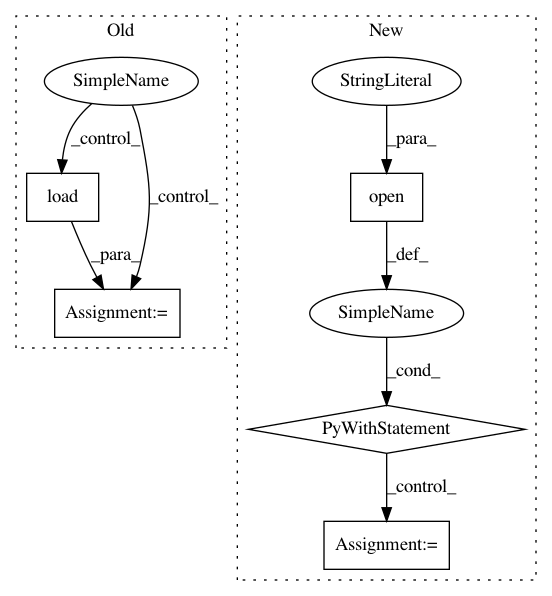 Old
New
SimpleName
StringLiteral
_control_
_control_
_para_
load
open
_para_
_def_
Assignment:=
SimpleName
_cond_
PyWithStatement
_control_
Assignment:=